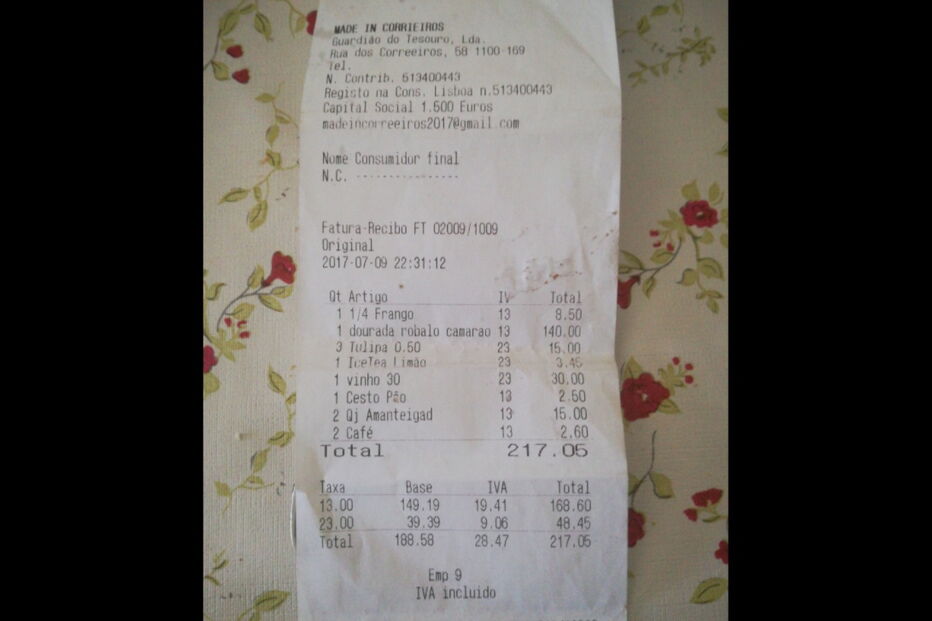 MADE IN CORRIEIROS
Guardião do Tesouro, Lda.
Rua dos Correeiros, 58 1100-169
Tel.
N. Contrib. 513400443
Registo na Cons. Lisboa n.513400443
Capital Social 1.500 Euros
madeincorreeiros2017@gmail.com
Nome Consumidor final
N.C. ----------------
Fatura-Recibo FT 02009/1009
Original
2017-07-09 22:31:12
Qt Artigo IV Total
1 1/4 Frango 13 8.50
1 dourada robalo camarao 13 140.00
3 Tulipa 0.50 23 15.00
1 IceTea Limão 23 3.45
1 vinho 30 23 30.00
1 Cesto Pão 13 2.50
2 Qj Amanteigad 13 15.00
2 Café 13 2.60
Total 217.05
Taxa Base IVA Total
13.00 149.19 19.41 168.60
23.00 39.39 9.06 48.45
Total 188.58 28.47 217.05
Emp 9
IVA incluido